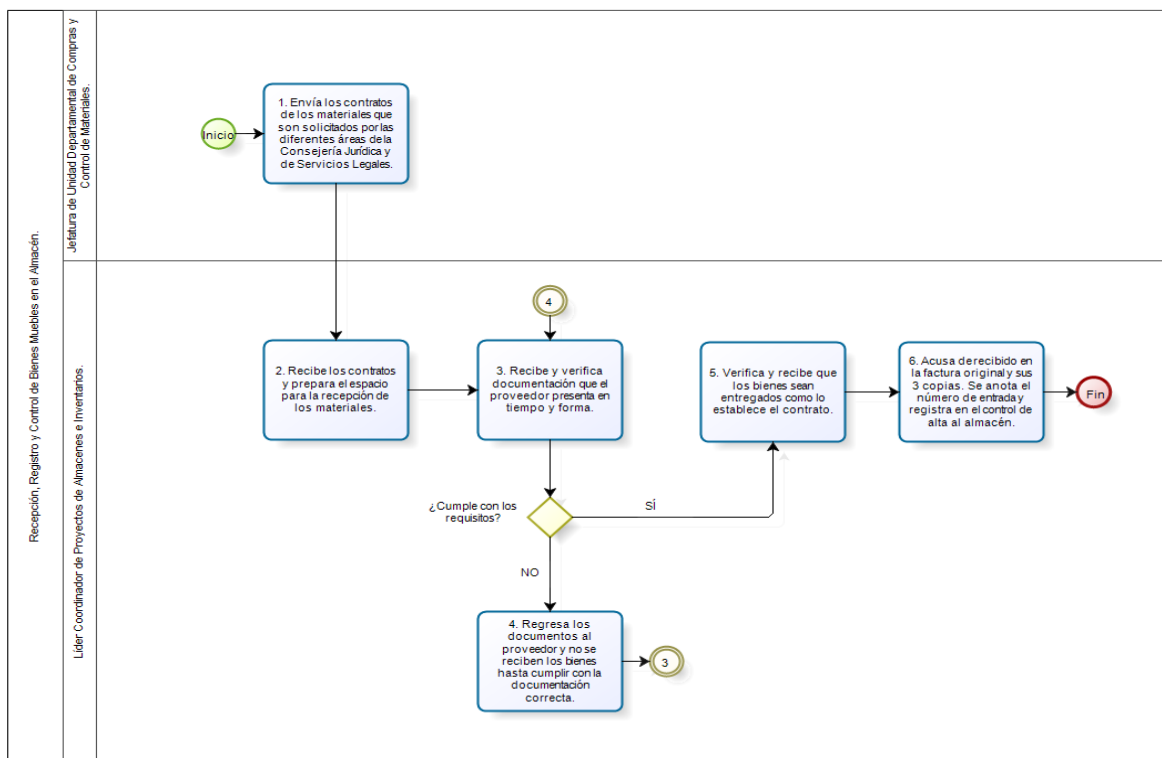 Recepción, Registro y Control de Bienes Muebles en el Almacén.
Jefatura de Unidad Departamental de Compras y
Control de Materiales.
Inicio
1. Envía los contratos
de los materiales que
son solicitados por las
diferentes áreas de la
Consejería Jurídica y
de Servicios Legales.
Líder Coordinador de Proyectos de Almacenes e Inventarios.
2. Recibe los contratos
y prepara el espacio
para la recepción de
los materiales.
4
3. Recibe y verifica
documentación que el
proveedor presenta en
tiempo y forma.
¿Cumple con los
requisitos?
SÍ
NO
4. Regresa los
documentos al
proveedor y no se
reciben los bienes
hasta cumplir con la
documentación
correcta.
3
5. Verifica y recibe que
los bienes sean
entregados como lo
establece el contrato.
6. Acusa de recibido en
la factura original y sus
3 copias. Se anota el
número de entrada y
registra en el control de
alta al almacén.
Fin